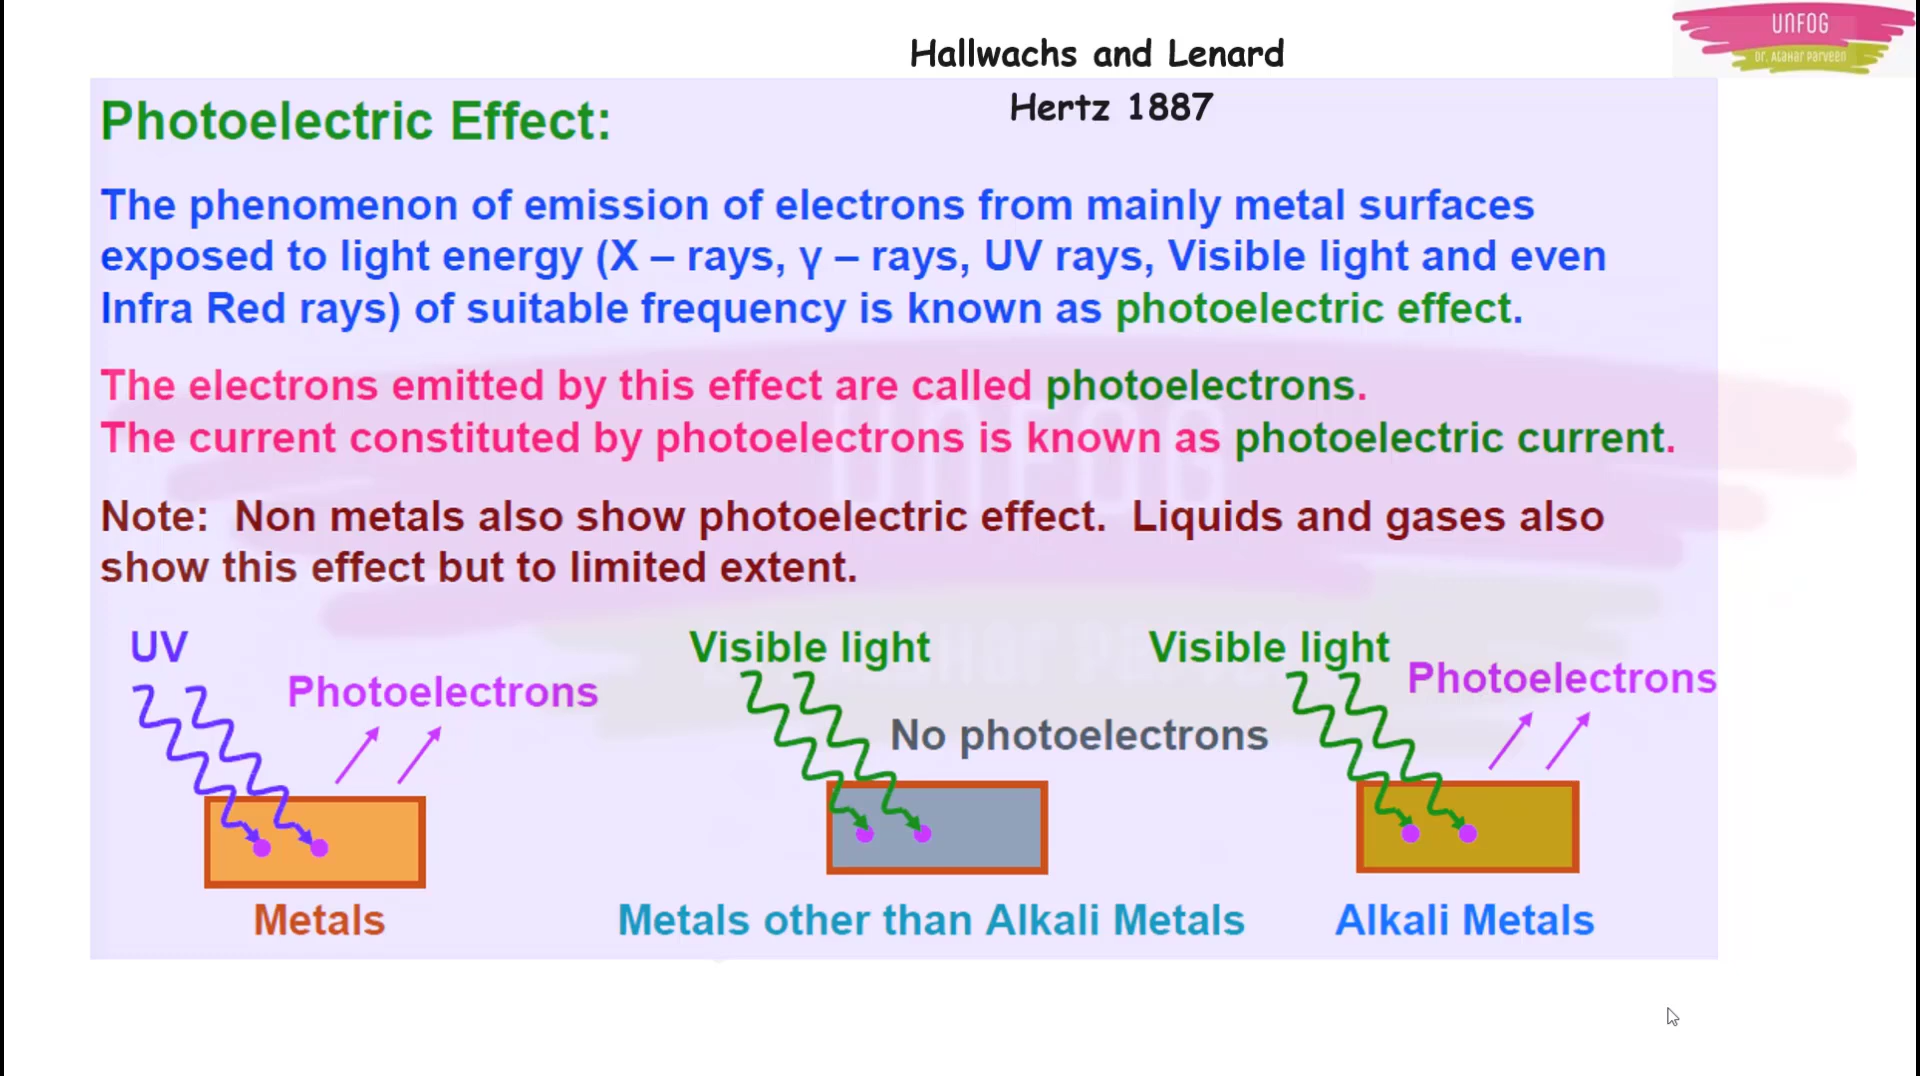 UNFOG
Dr. Atahar Parveen
Hallwachs and Lenard
Hertz 1887
Photoelectric Effect:
The phenomenon of emission of electrons from mainly metal surfaces
exposed to light energy (X – rays, γ – rays, UV rays, Visible light and even
Infra Red rays) of suitable frequency is known as photoelectric effect.
The electrons emitted by this effect are called photoelectrons.
The current constituted by photoelectrons is known as photoelectric current.
UNFOG
Note: Non metals also show photoelectric effect. Liquids and gases also
show this effect but to limited extent.
UV
Photoelectrons
Visible light
No photoelectrons
Visible light
Photoelectrons
Metals
Metals other than Alkali Metals
Alkali Metals